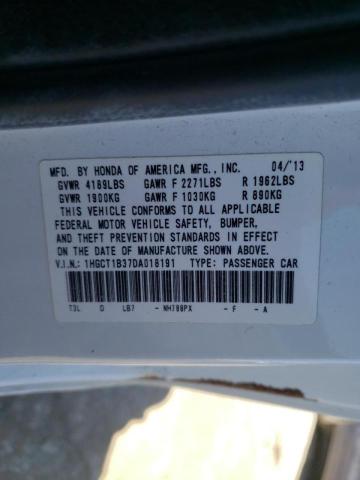 MFD. BY HONDA OF AMERICA MFG., INC. 04/'13
GVWR 4189LBS GAWR F 2271LBS R 1962LBS
GVWR 1900KG GAWR F 1030KG R 890KG
THIS VEHICLE CONFORMS TO ALL APPLICABLE
FEDERAL MOTOR VEHICLE SAFETY, BUMPER,
AND THEFT PREVENTION STANDARDS IN EFFECT
ON THE DATE OF MANUFACTURE SHOWN ABOVE.
V.I.N.: 1HGCT1B37DA018191 TYPE: PASSENGER CAR
T3L D LB7 -NH788PX -F -A